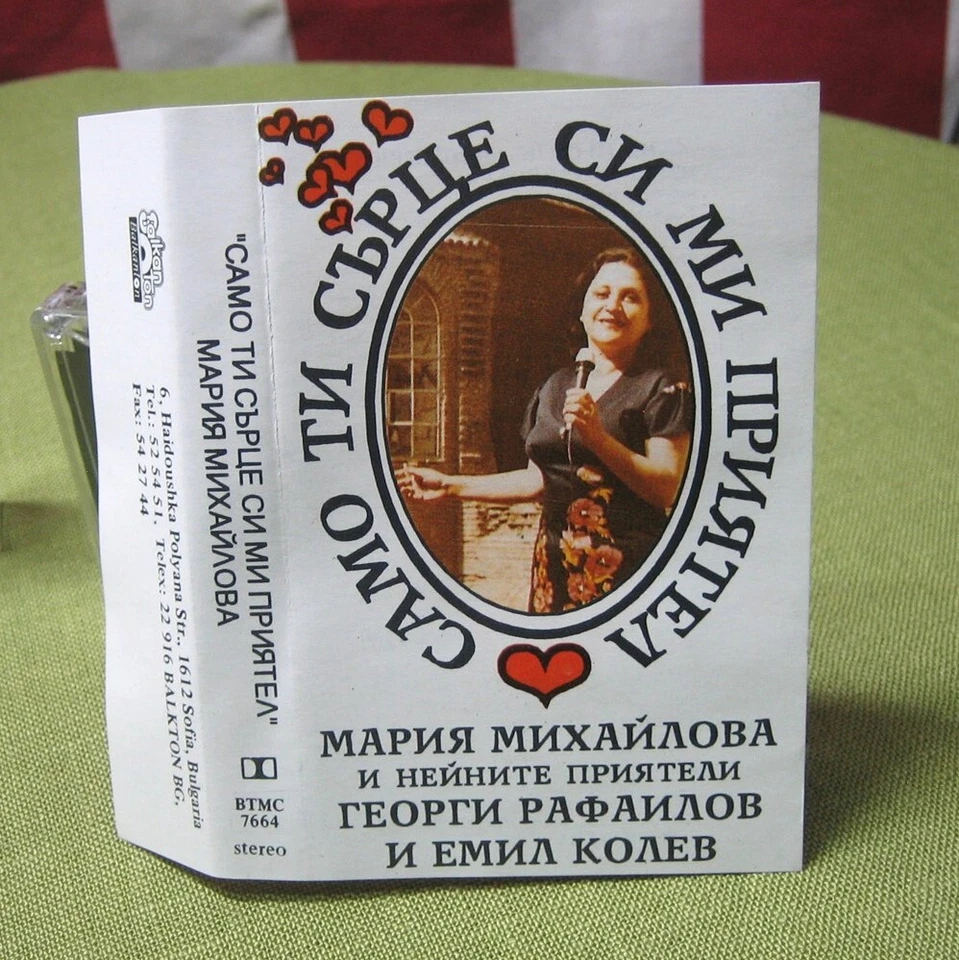 САМО ТИ СЪРЦЕ СИ МИ ПРИЯТЕЛ
МАРИЯ МИХАЙЛОВА
И НЕЙНИТЕ ПРИЯТЕЛИ
ГЕОРГИ РАФАИЛОВ
И ЕМИЛ КОЛЕВ
"САМО ТИ СЪРЦЕ СИ МИ ПРИЯТЕЛ"
МАРИЯ МИХАЙЛОВА
BTMC
7664
stereo
Balkanton
Balkanton
6, Haidoushka Polyana Str., 1612 Sofia, Bulgaria
Tel.: 52 54 51, Telex: 22 916 BALKTON BG,
Fax: 54 27 44